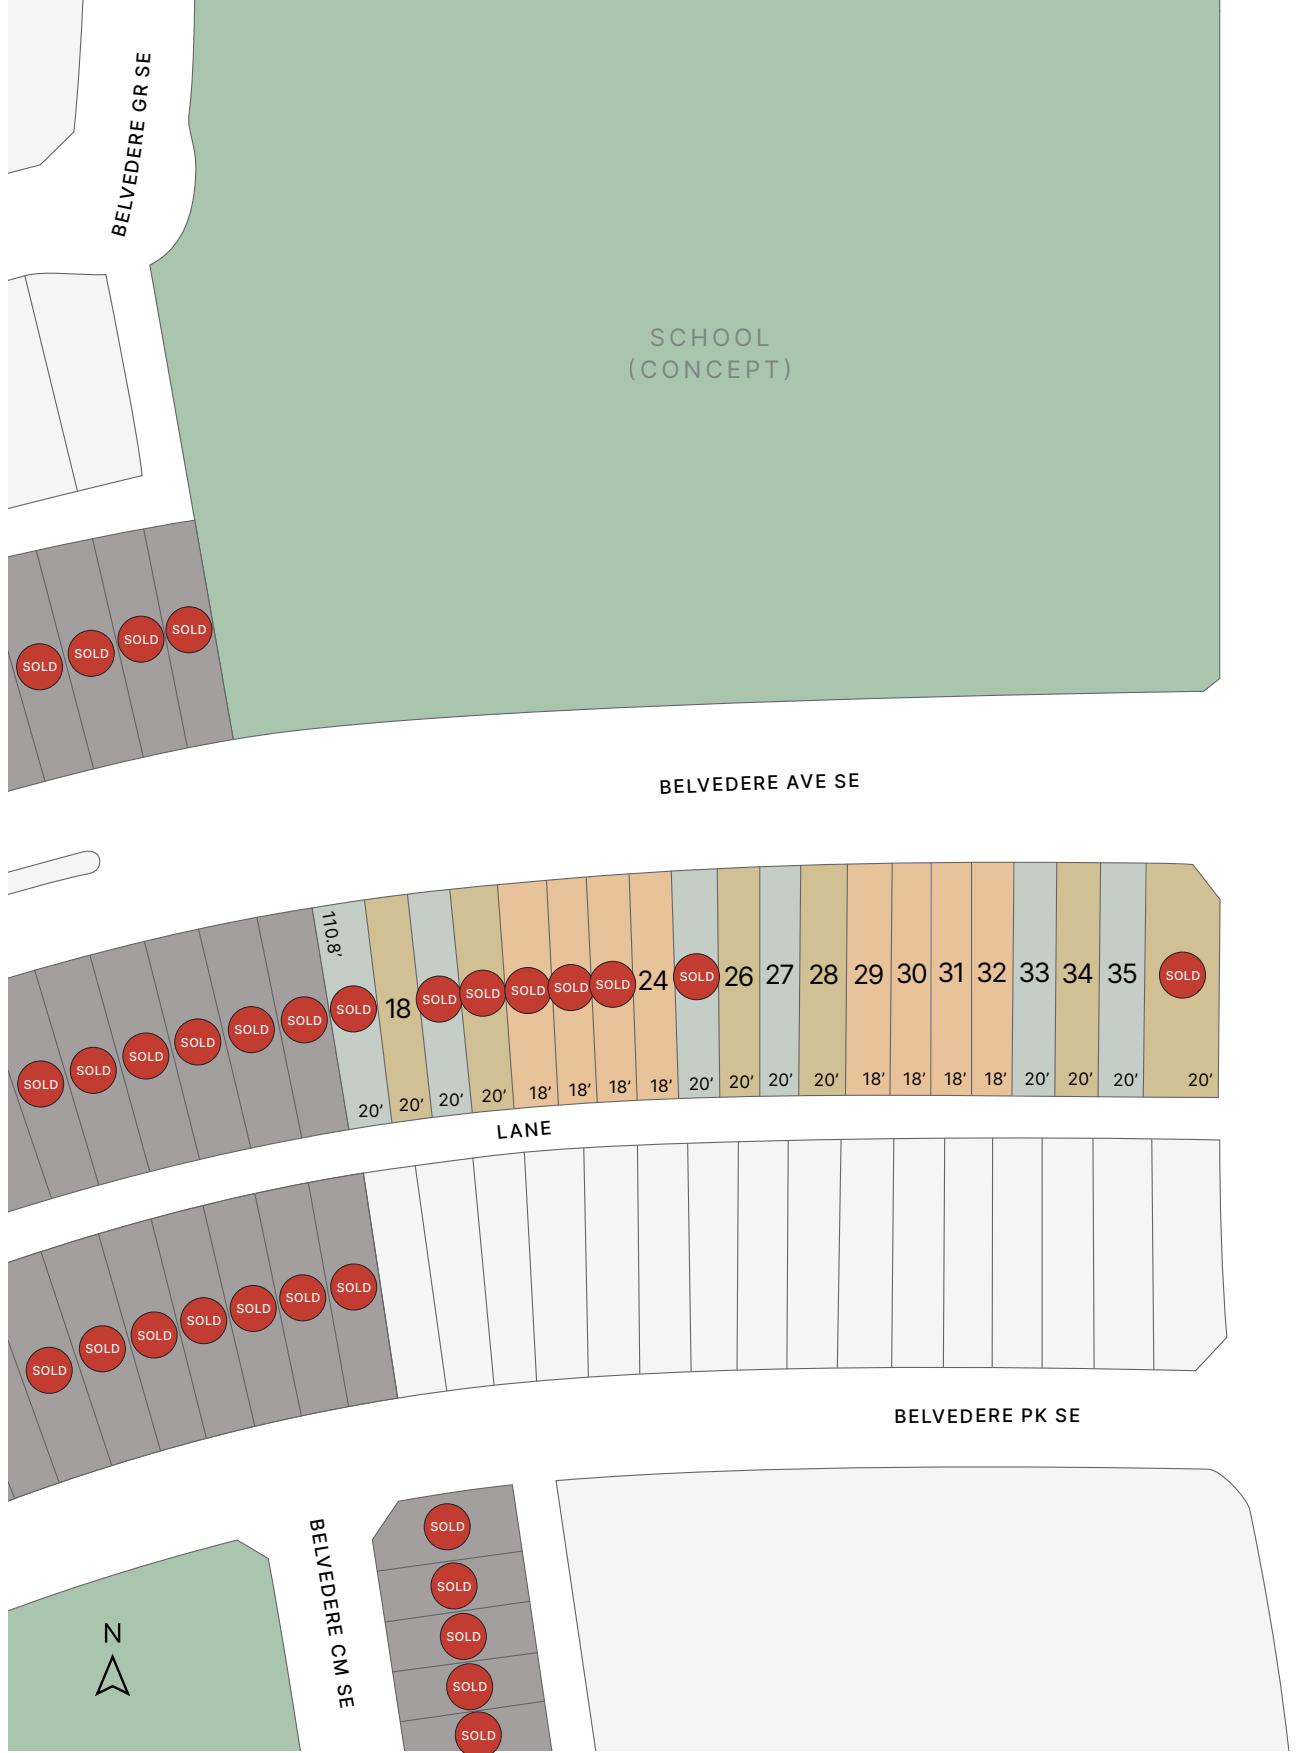 BELVEDERE GR SE
SCHOOL
(CONCEPT)
SOLD
SOLD
SOLD
SOLD
BELVEDERE AVE SE
110.8’
SOLD
SOLD
SOLD
SOLD
SOLD
SOLD
SOLD
18
SOLD
SOLD
SOLD
SOLD
SOLD
24
SOLD
26
27
28
29
30
31
32
33
34
35
SOLD
20’
20’
20’
20’
18’
18’
18’
18’
20’
20’
20’
20’
18’
18’
18’
18’
20’
20’
20’
20’
LANE
SOLD
SOLD
SOLD
SOLD
SOLD
SOLD
SOLD
BELVEDERE PK SE
BELVEDERE CM SE
SOLD
SOLD
SOLD
SOLD
SOLD
N